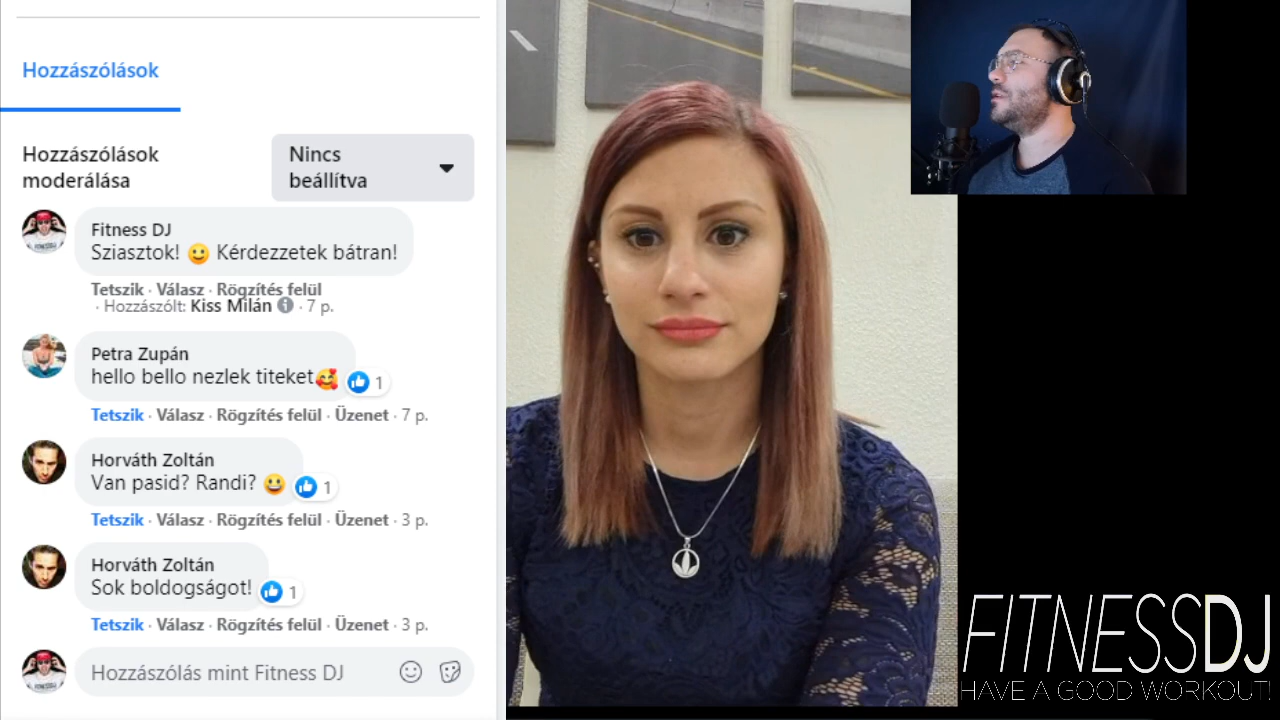 Hozzászólások
Hozzászólások
moderálása
Nincs
beállítva
Fitness DJ
Sziasztok! 🙂 Kérdezzetek bátran!
Tetszik · Válasz · Rögzítés felül
· Hozzászólt: Kiss Milán · 7 p.
Petra Zupán
hello bello nezlek titeket🥰 1
Tetszik · Válasz · Rögzítés felül · Üzenet · 7 p.
Horváth Zoltán
Van pasid? Randi? 😀 1
Tetszik · Válasz · Rögzítés felül · Üzenet · 3 p.
Horváth Zoltán
Sok boldogságot! 1
Tetszik · Válasz · Rögzítés felül · Üzenet · 3 p.
Hozzászólás mint Fitness DJ
FITNESSDJ
HAVE A GOOD WORKOUT!